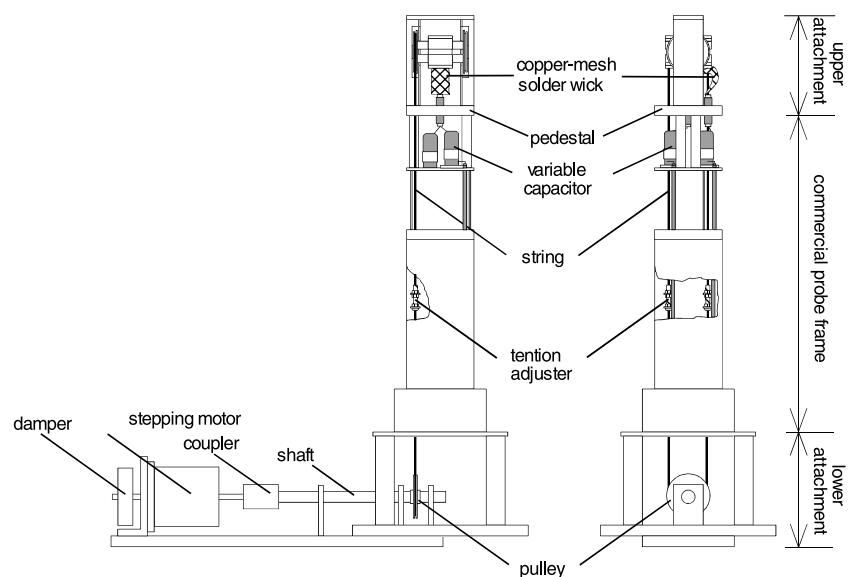 copper-mesh
solder wick
pedestal
variable
capacitor
string
tention
adjuster
damper
stepping motor
coupler
shaft
pulley
upper
attachment
commercial probe frame
lower
attachment